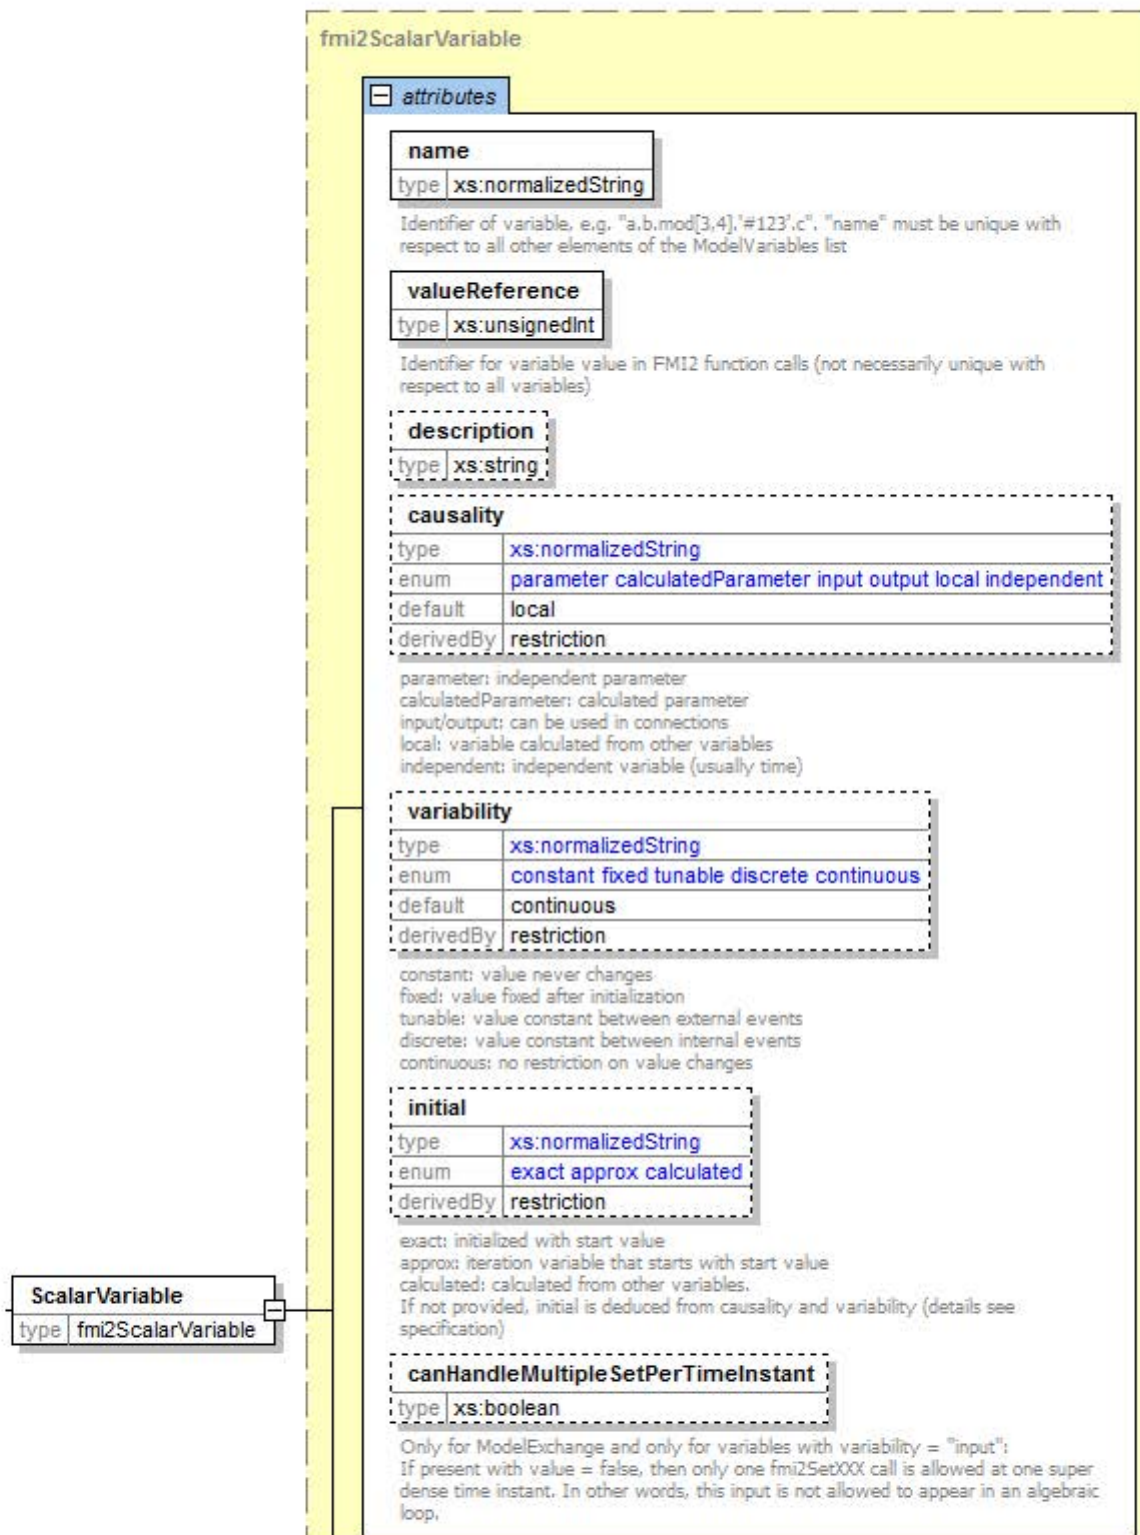 fmi2ScalarVariable
attributes
name
type xs:normalizedString
Identifier of variable, e.g. "a.b.mod[3,4].'#123'.c". "name" must be unique with
respect to all other elements of the ModelVariables list
valueReference
type xs:unsignedInt
Identifier for variable value in FMI2 function calls (not necessarily unique with
respect to all variables)
description
type xs:string
causality
type xs:normalizedString
enum parameter calculatedParameter input output local independent
default local
derivedBy restriction
parameter: independent parameter
calculatedParameter: calculated parameter
input/output: can be used in connections
local: variable calculated from other variables
independent: independent variable (usually time)
variability
type xs:normalizedString
enum constant fixed tunable discrete continuous
default continuous
derivedBy restriction
constant: value never changes
fixed: value fixed after initialization
tunable: value constant between external events
discrete: value constant between internal events
continuous: no restriction on value changes
initial
type xs:normalizedString
enum exact approx calculated
derivedBy restriction
exact: initialized with start value
approx: iteration variable that starts with start value
calculated: calculated from other variables.
If not provided, initial is deduced from causality and variability (details see
specification)
ScalarVariable
type fmi2ScalarVariable
canHandleMultipleSetPerTimeInstant
type xs:boolean
Only for ModelExchange and only for variables with variability = "input":
If present with value = false, then only one fmi2SetXXX call is allowed at one super
dense time instant. In other words, this input is not allowed to appear in an algebraic
loop.